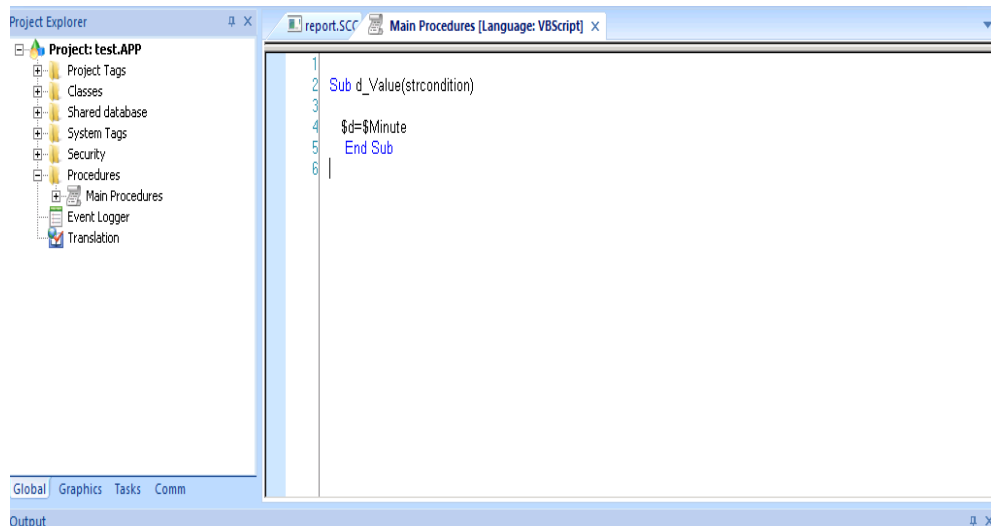 Project Explorer
report.SCC
Main Procedures [Language: VBScript]
Project: test.APP
Project Tags
Classes
Shared database
System Tags
Security
Procedures
Main Procedures
Event Logger
Translation
1
2 Sub d_Value(strcondition)
3
4 $d=$Minute
5 End Sub
6
Global Graphics Tasks Comm
Output